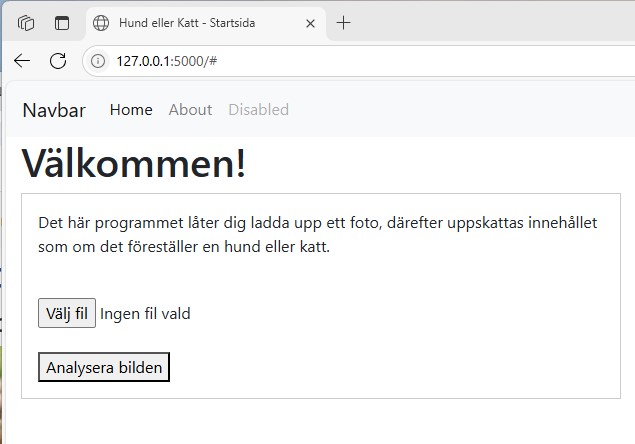 Hund eller Katt - Startsida
127.0.0.1:5000/#
Navbar Home About Disabled
Välkommen!
Det här programmet låter dig ladda upp ett foto, därefter uppskattas innehållet
som om det föreställer en hund eller katt.
Välj fil Ingen fil vald
Analysera bilden